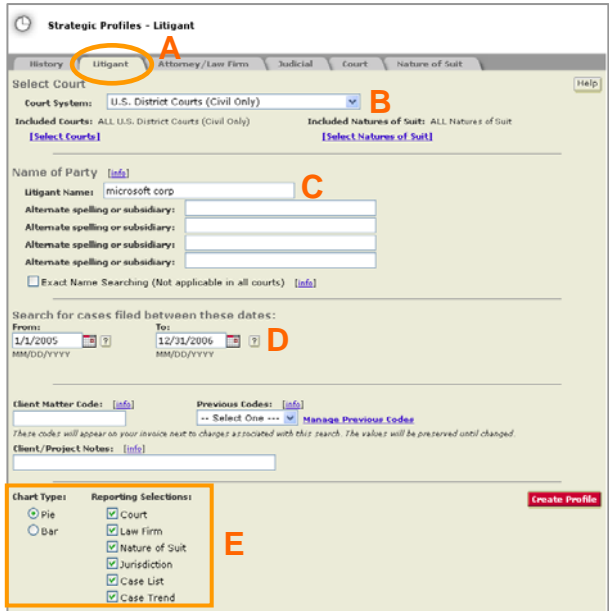 Strategic Profiles - Litigant
A
History Litigant Attorney/Law Firm Judicial Court Nature of Suit
Select Court Help
Court System: U.S. District Courts (Civil Only) B
Included Courts: ALL U.S. District Courts (Civil Only) Included Natures of Suit: ALL Natures of Suit
[Select Courts] [Select Natures of Suit]
Name of Party [info]
Litigant Name: microsoft corp C
Alternate spelling or subsidiary:
Alternate spelling or subsidiary:
Alternate spelling or subsidiary:
Alternate spelling or subsidiary:
Exact Name Searching (Not applicable in all courts) [info]
Search for cases filed between these dates:
From: To:
1/1/2005 ? 12/31/2006 ? D
MM/DD/YYYY MM/DD/YYYY
Client Matter Code: [info] Previous Codes: [info]
-- Select One --- Manage Previous Codes
These codes will appear on your invoice next to charges associated with this search. The values will be preserved until changed.
Client/Project Notes: [info]
Chart Type: Reporting Selections: Create Profile
Pie Court
Bar Law Firm
E
Nature of Suit
Jurisdiction
Case List
Case Trend